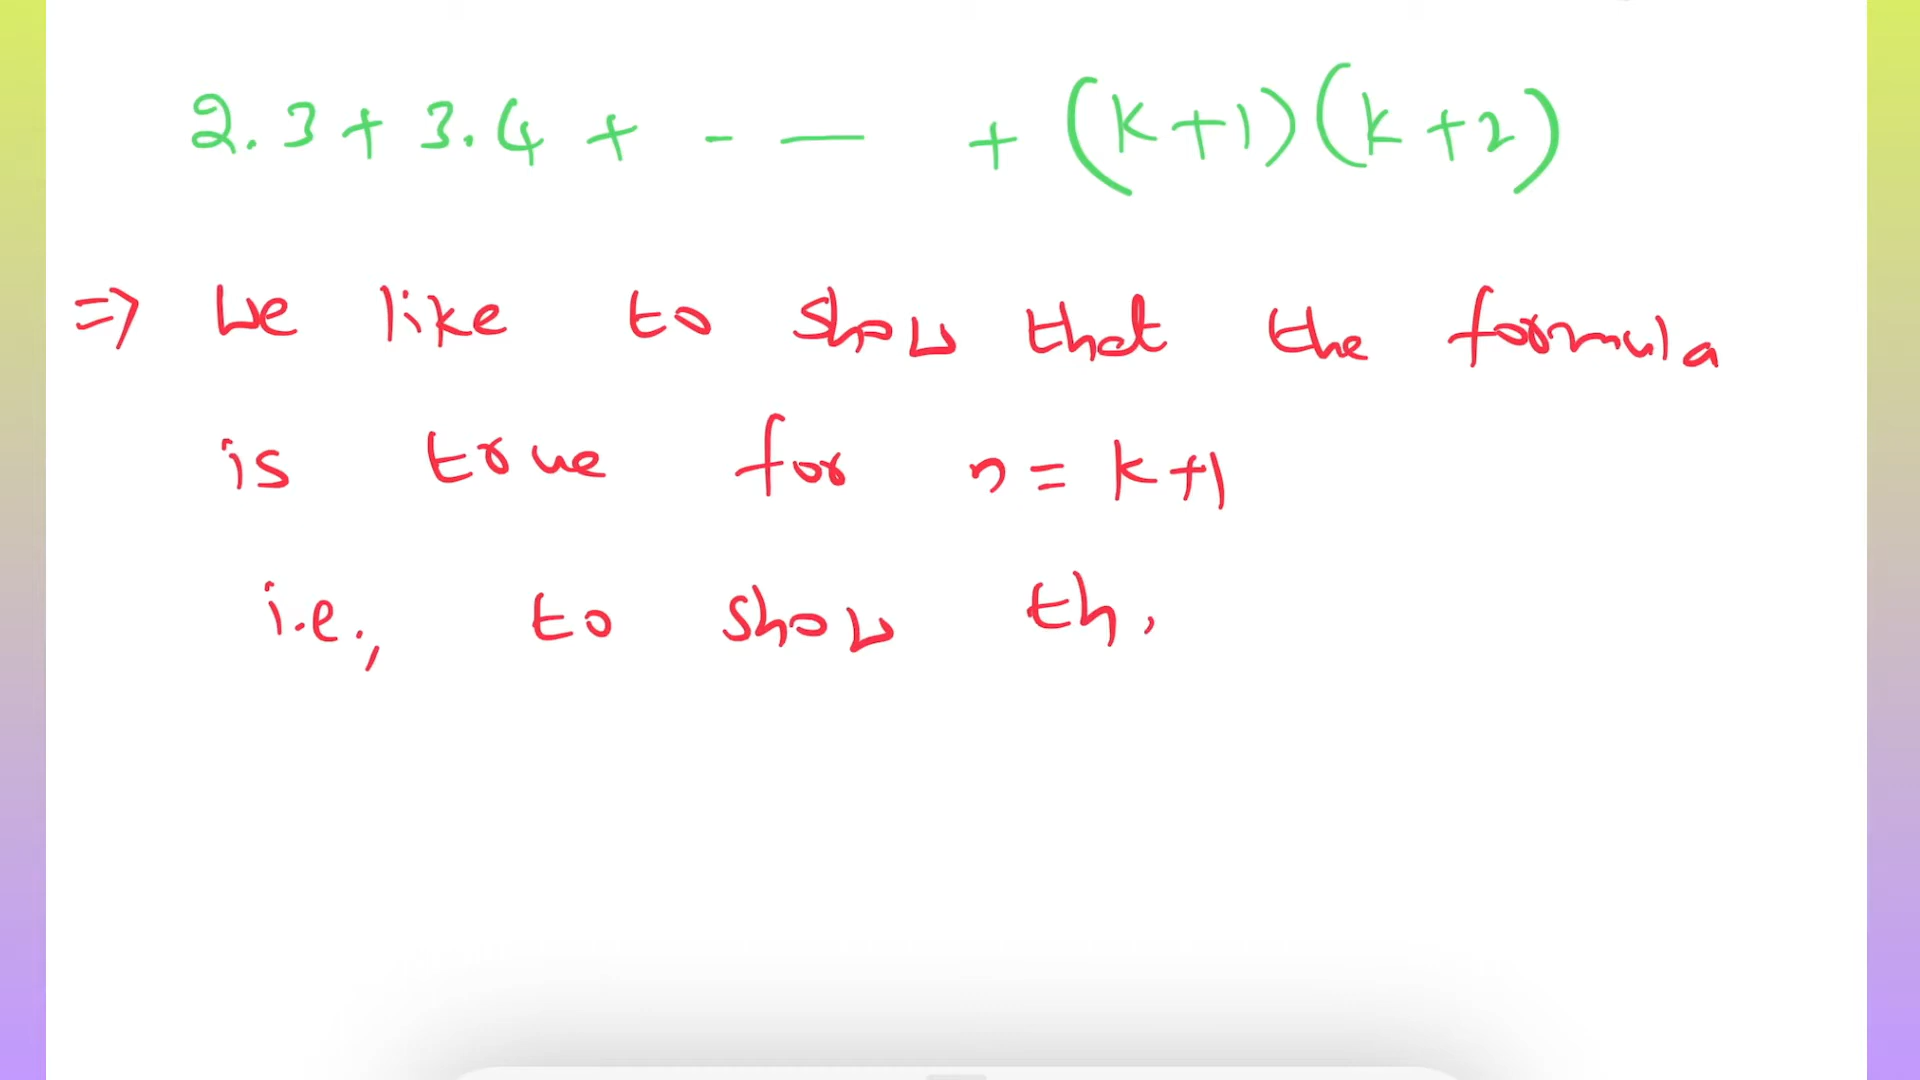 2.3 + 3.4 + - — + (k+1)(k+2)
=> We like to show that the formula
is true for n = k+1
i.e., to show th